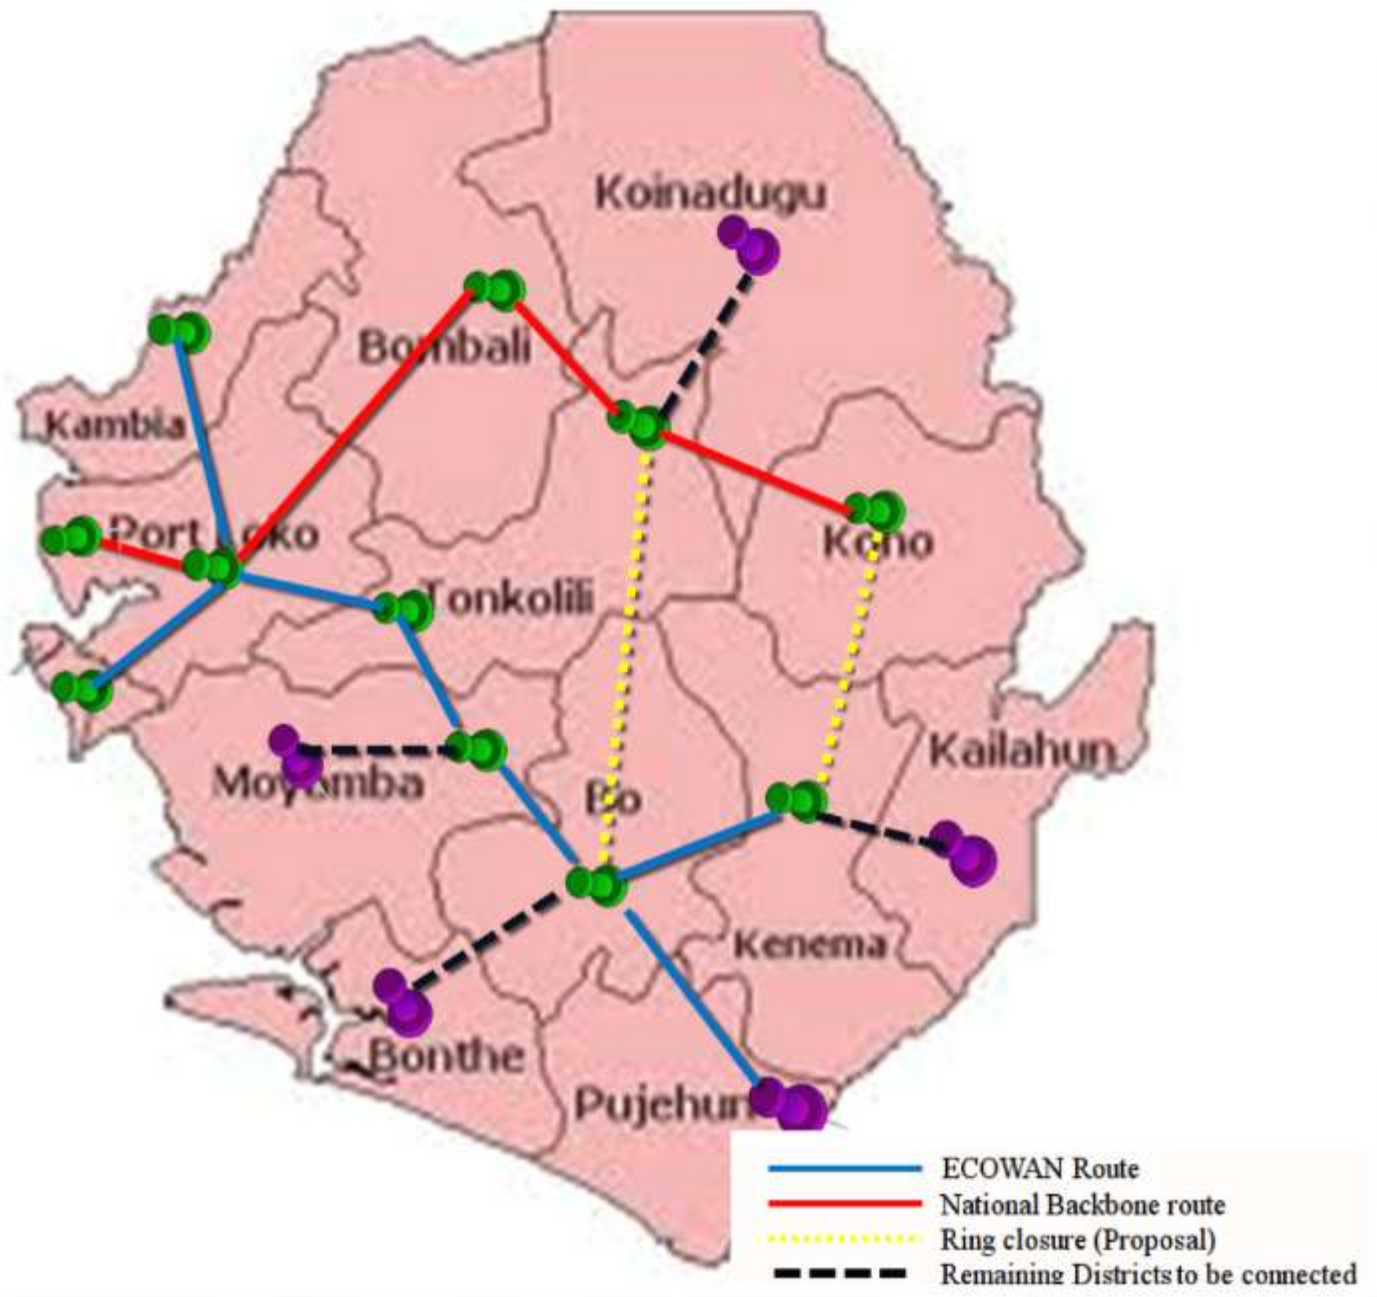 Koinadugu
Bombali
Kambia
Port Loko
Kono
Tonkolili
Kailahun
Moyamba
Bo
Kenema
Bonthe
Pujehun
ECOWAN Route
National Backbone route
Ring closure (Proposal)
Remaining Districts to be connected